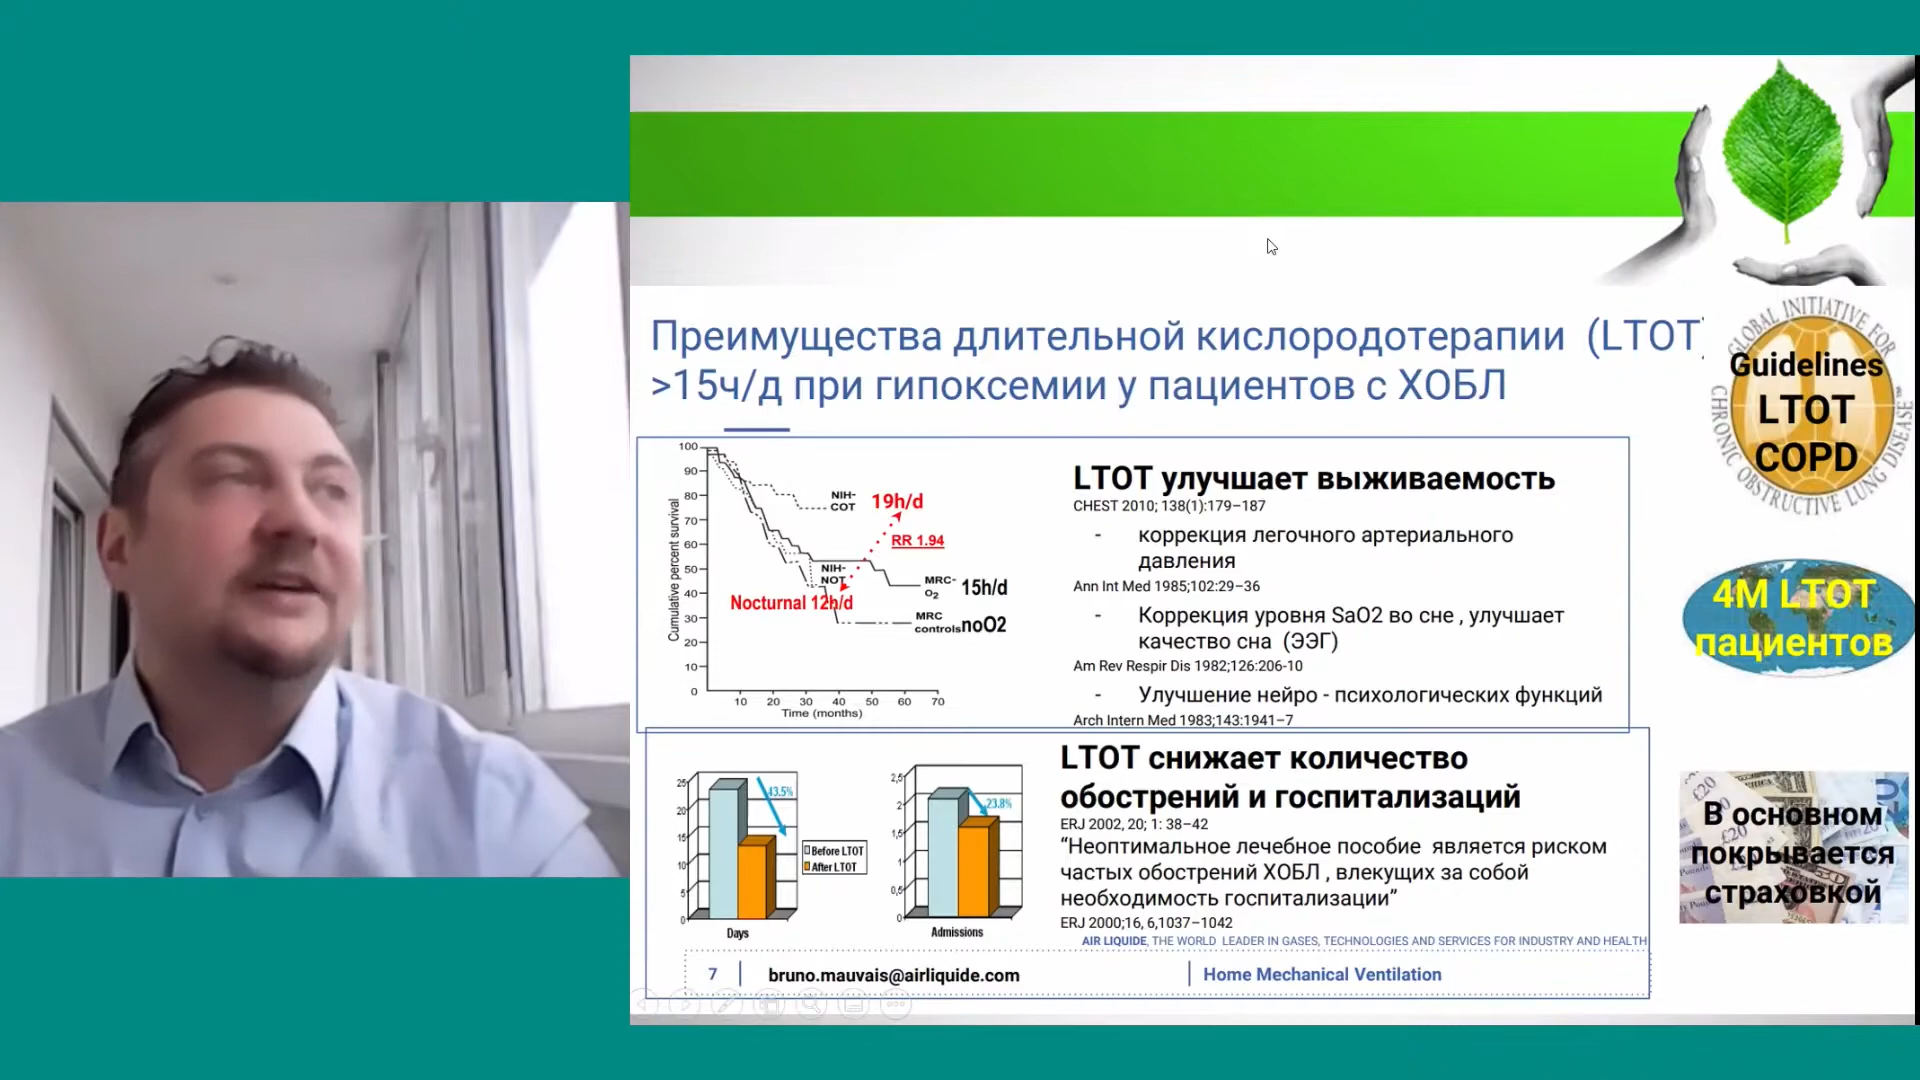 Преимущества длительной кислородотерапии (LTOT)
>15ч/д при гипоксемии у пациентов с ХОБЛ
GLOBAL INITIATIVE FOR
CHRONIC OBSTRUCTIVE LUNG DISEASE
Guidelines
LTOT
COPD
100
90
80
70
60
50
40
30
20
10
0
Cumulative percent survival
10 20 30 40 50 60 70
Time (months)
NIH-
COT
19h/d
RR 1.94
NIH-
NOT
Nocturnal 12h/d
MRC-
O2
15h/d
MRC
controls
noO2
LTOT улучшает выживаемость
CHEST 2010; 138(1):179–187
- коррекция легочного артериального
давления
Ann Int Med 1985;102:29–36
- Коррекция уровня SaO2 во сне , улучшает
качество сна (ЭЭГ)
Am Rev Respir Dis 1982;126:206-10
- Улучшение нейро - психологических функций
Arch Intern Med 1983;143:1941–7
4M LTOT
пациентов
25
20
15
10
5
0
43.5%
Days
Before LTOT
After LTOT
2,5
2
1,5
1
0,5
0
23.8%
Admissions
LTOT снижает количество
обострений и госпитализаций
ERJ 2002, 20; 1: 38–42
“Неоптимальное лечебное пособие является риском
частых обострений ХОБЛ , влекущих за собой
необходимость госпитализации”
ERJ 2000;16, 6,1037–1042
В основном
покрывается
страховкой
£20
£20
AIR LIQUIDE, THE WORLD LEADER IN GASES, TECHNOLOGIES AND SERVICES FOR INDUSTRY AND HEALTH
7
bruno.mauvais@airliquide.com
Home Mechanical Ventilation